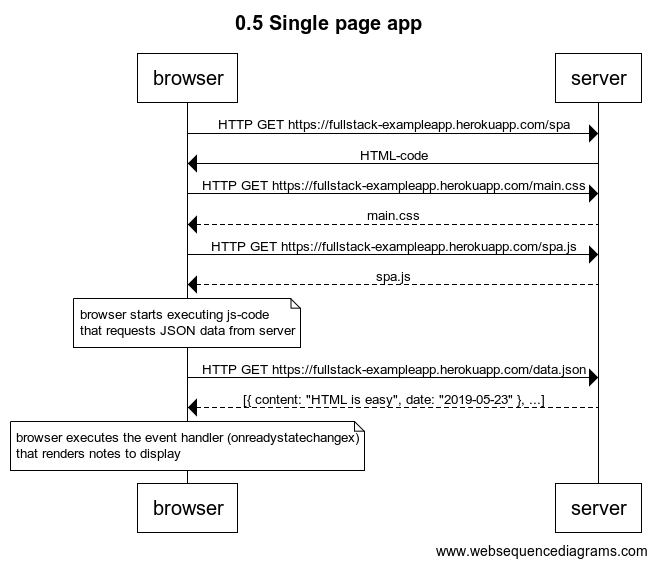 0.5 Single page app
browser
server
HTTP GET https://fullstack-exampleapp.herokuapp.com/spa
HTML-code
HTTP GET https://fullstack-exampleapp.herokuapp.com/main.css
main.css
HTTP GET https://fullstack-exampleapp.herokuapp.com/spa.js
spa.js
browser starts executing js-code
that requests JSON data from server
HTTP GET https://fullstack-exampleapp.herokuapp.com/data.json
[{ content: "HTML is easy", date: "2019-05-23" }, ...]
browser executes the event handler (onreadystatechangex)
that renders notes to display
browser
server
www.websequencediagrams.com